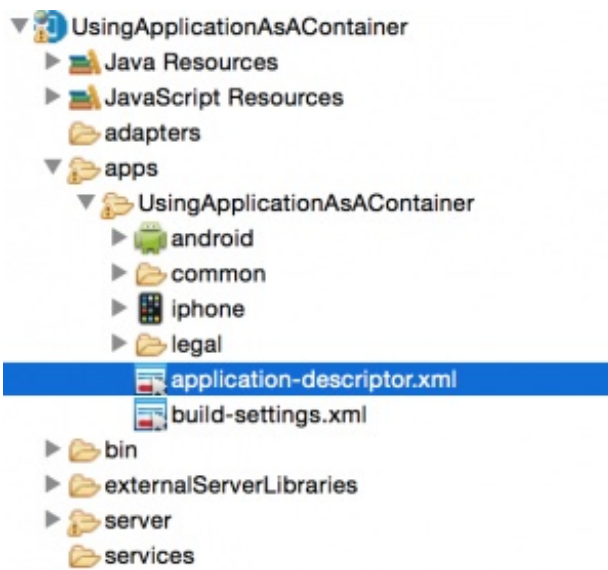 UsingApplicationAsAContainer
Java Resources
JavaScript Resources
adapters
apps
UsingApplicationAsAContainer
android
common
iphone
legal
application-descriptor.xml
build-settings.xml
bin
externalServerLibraries
server
services